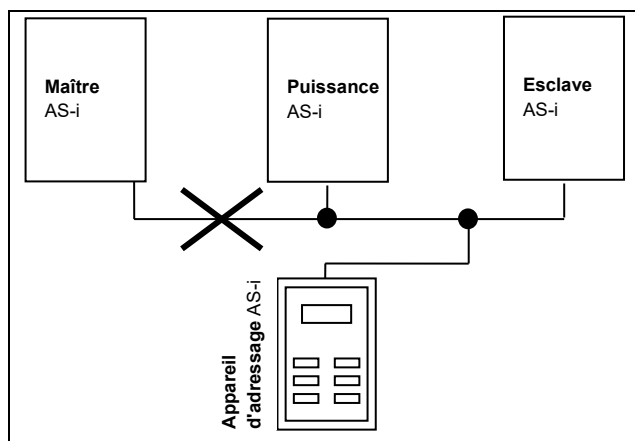 Maître
AS-i
Puissance
AS-i
Esclave
AS-i
Appareil
d'adressage AS-i